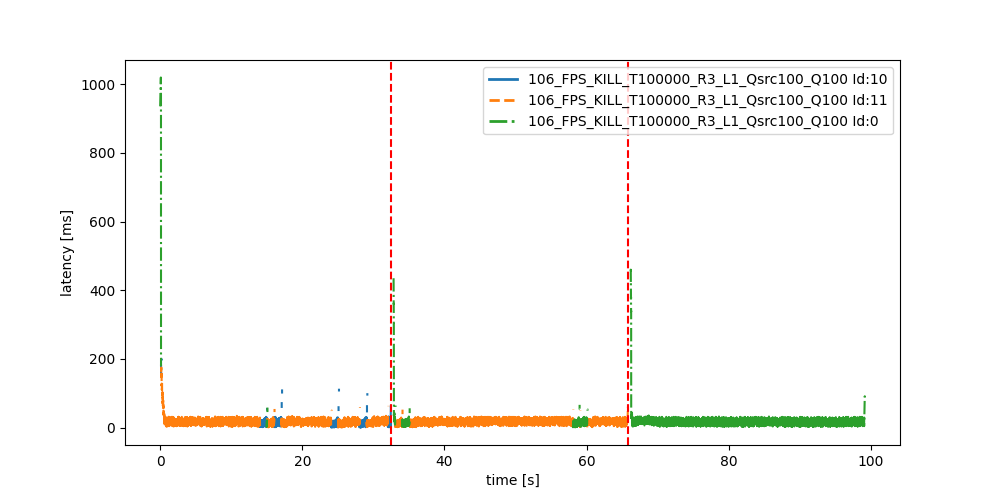 106_FPS_KILL_T100000_R3_L1_Qsrc100_Q100 Id:10
106_FPS_KILL_T100000_R3_L1_Qsrc100_Q100 Id:11
106_FPS_KILL_T100000_R3_L1_Qsrc100_Q100 Id:0
1000
800
600
400
200
0
latency [ms]
0 20 40 60 80 100
time [s]